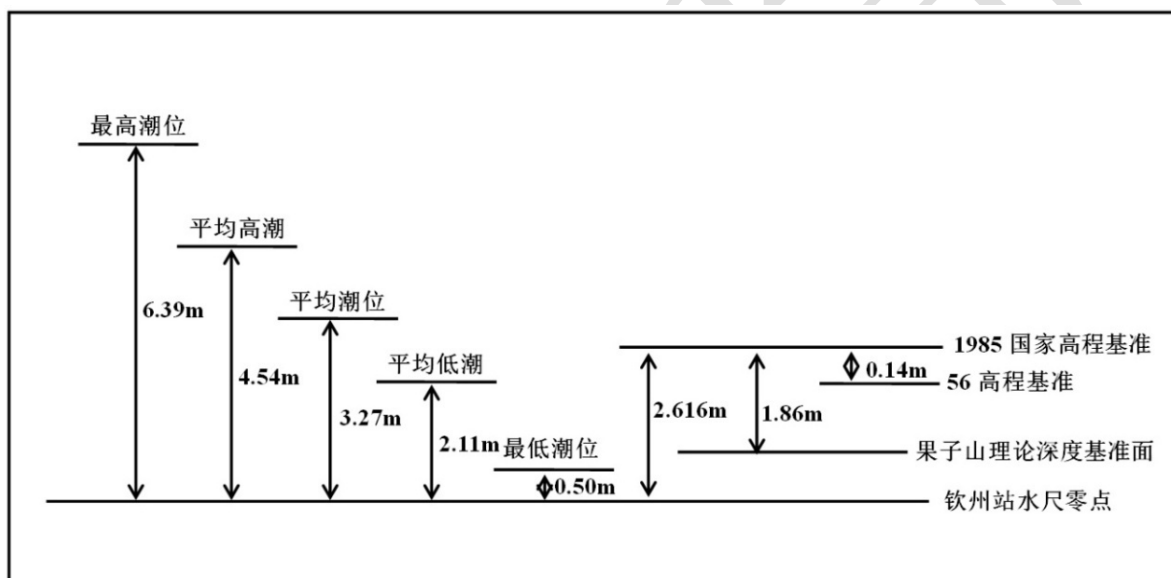 最高潮位
平均高潮
6.39m
平均潮位
4.54m
1985 国家高程基准
平均低潮
0.14m
56 高程基准
3.27m
2.616m
1.86m
2.11m
最低潮位
果子山理论深度基准面
0.50m
钦州站水尺零点